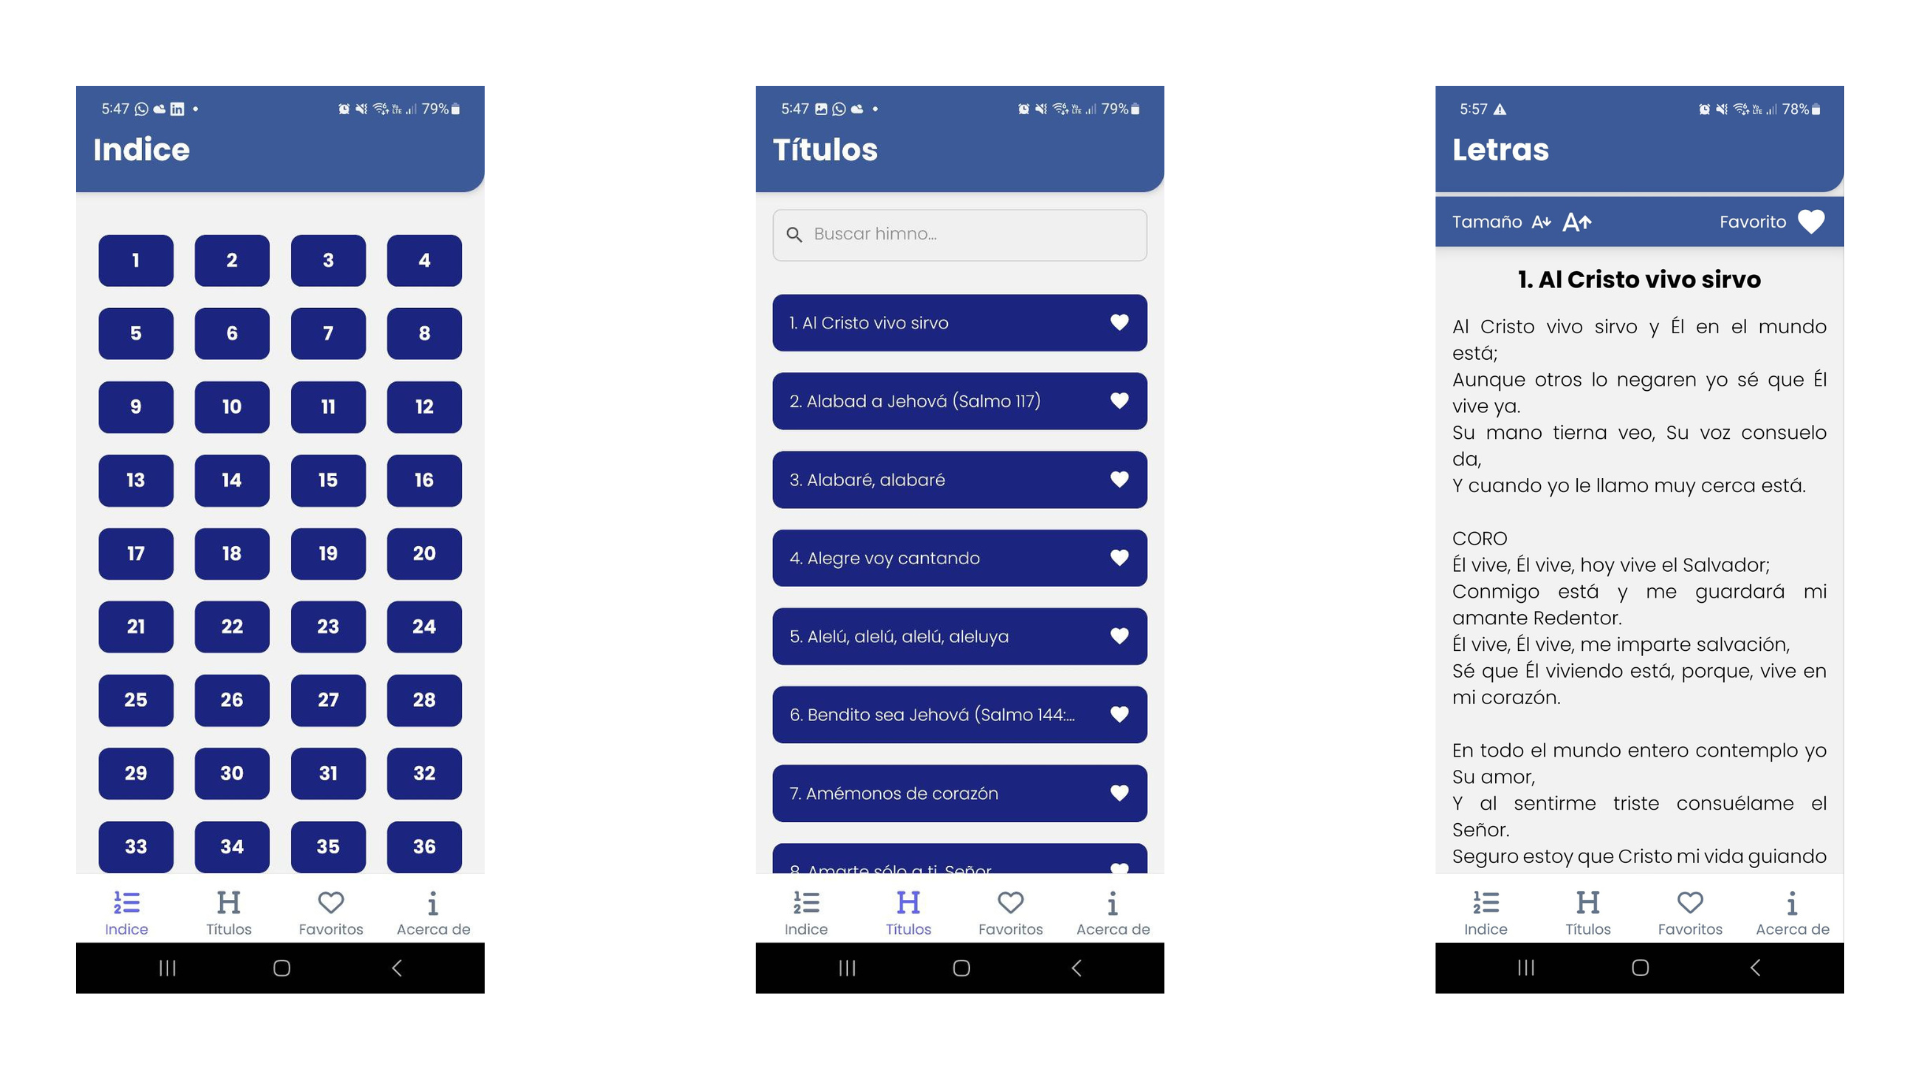 5:47
79%
Indice
1 2 3 4
5 6 7 8
9 10 11 12
13 14 15 16
17 18 19 20
21 22 23 24
25 26 27 28
29 30 31 32
33 34 35 36
Indice Títulos Favoritos Acerca de
5:47
79%
Títulos
Buscar himno...
1. Al Cristo vivo sirvo
2. Alabad a Jehová (Salmo 117)
3. Alabaré, alabaré
4. Alegre voy cantando
5. Alelú, alelú, alelú, aleluya
6. Bendito sea Jehová (Salmo 144:...
7. Amémonos de corazón
8. Amarte sólo a ti, Señor
Indice Títulos Favoritos Acerca de
5:57
78%
Letras
Tamaño A A Favorito
1. Al Cristo vivo sirvo
Al Cristo vivo sirvo y Él en el mundo
está;
Aunque otros lo negaren yo sé que Él
vive ya.
Su mano tierna veo, Su voz consuelo
da,
Y cuando yo le llamo muy cerca está.
CORO
Él vive, Él vive, hoy vive el Salvador;
Conmigo está y me guardará mi
amante Redentor.
Él vive, Él vive, me imparte salvación,
Sé que Él viviendo está, porque, vive en
mi corazón.
En todo el mundo entero contemplo yo
Su amor,
Y al sentirme triste consuélame el
Señor.
Seguro estoy que Cristo mi vida guiando
Indice Títulos Favoritos Acerca de